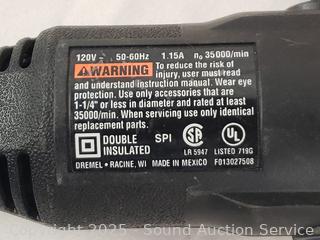 120V ⎓ 50-60Hz 1.15A n₀ 35000/min
⚠WARNING To reduce the risk of
injury, user must read
and understand instructon manual. Wear eye
protection. Use only accessories that are
1-1/4" or less in diameter and rated at least
35000/min. When servicing use only identical
replacement parts.
DOUBLE
INSULATED
SPI
SA
LR 5947
UL
LISTED 719G
DREMEL • RACINE, WI MADE IN MEXICO F013027508
Copyright 2025 - Sound Auction Service